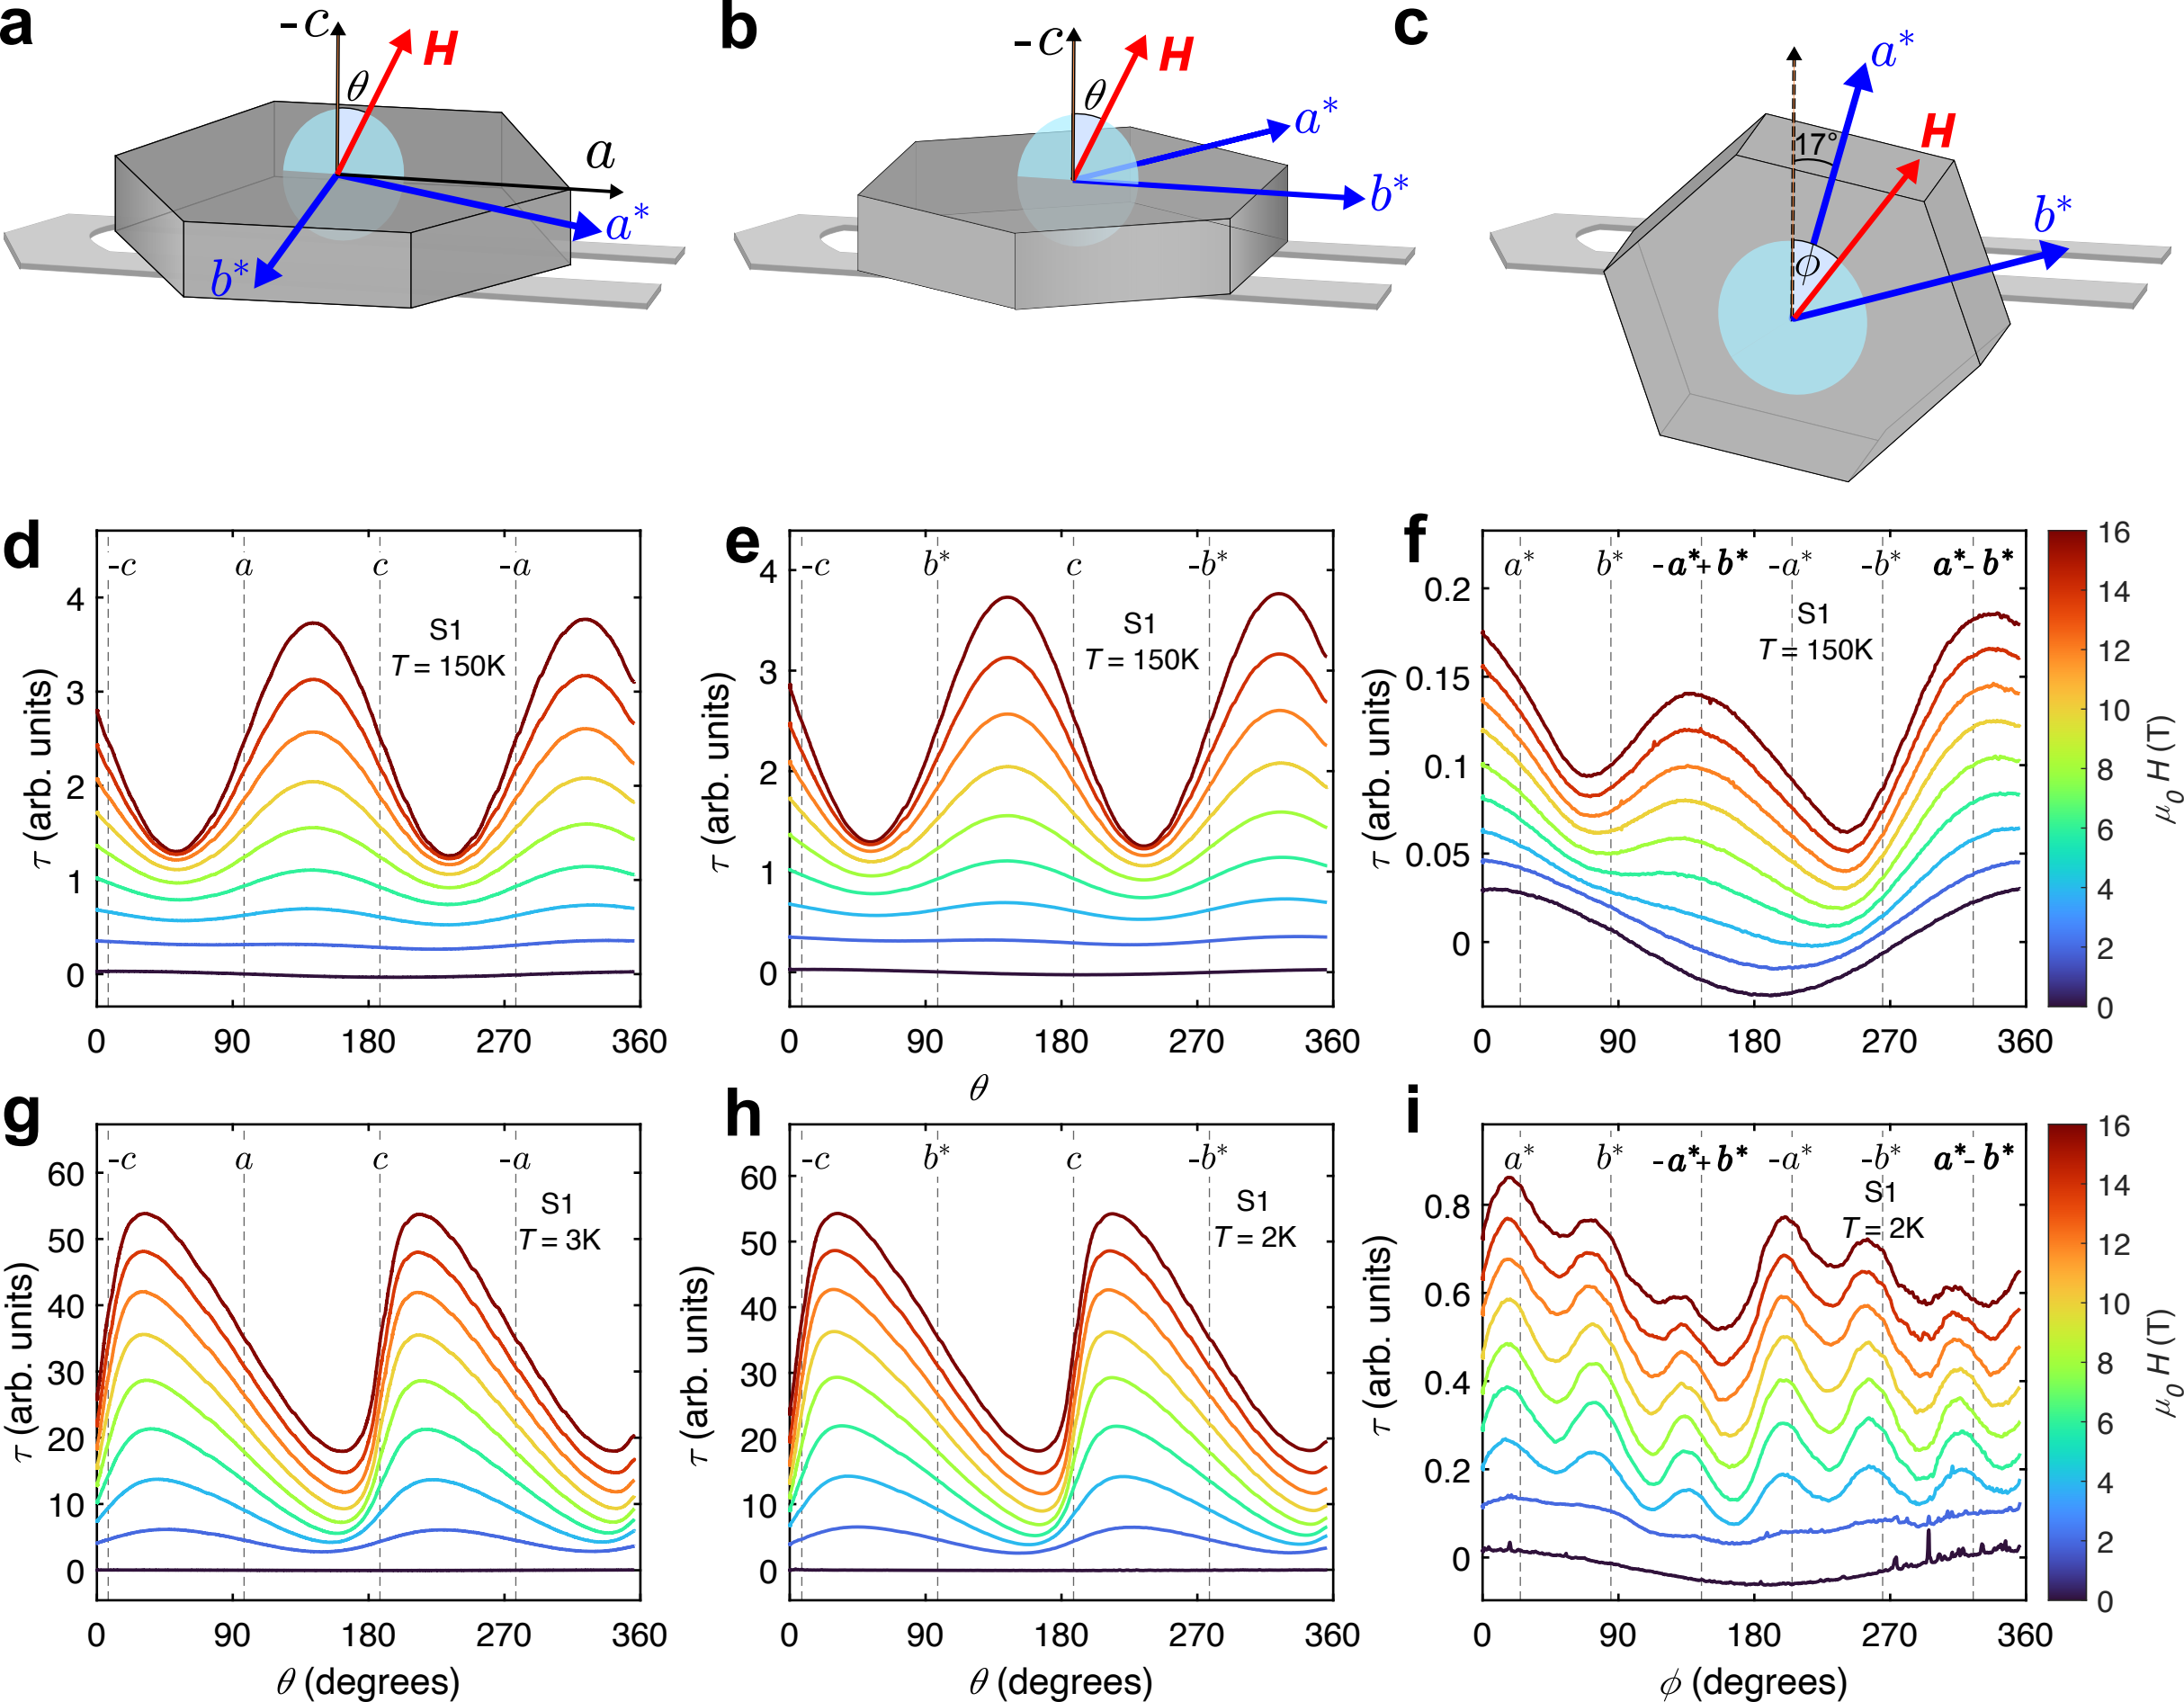 a
-c
H
θ
a
a*
b*
b
-c
H
θ
a*
b*
c
a*
H
17°
b*
ϕ
d
-c
a
c
-a
S1
T = 150K
4
3
2
1
0
τ (arb. units)
0
90
180
270
360
e
-c
b*
c
-b*
S1
T = 150K
4
3
2
1
0
τ (arb. units)
0
90
180
270
360
θ
f
a*
b*
-a*+b*
-a*
-b*
a*-b*
S1
T = 150K
0.2
0.15
0.1
0.05
0
τ (arb. units)
0
90
180
270
360
16
14
12
10
8
6
4
2
0
μ0 H (T)
g
-c
a
c
-a
S1
T = 3K
60
50
40
30
20
10
0
τ (arb. units)
0
90
180
270
360
θ (degrees)
h
-c
b*
c
-b*
S1
T = 2K
60
50
40
30
20
10
0
τ (arb. units)
0
90
180
270
360
θ (degrees)
i
a*
b*
-a*+b*
-a*
-b*
a*-b*
S1
T = 2K
0.8
0.6
0.4
0.2
0
τ (arb. units)
0
90
180
270
360
ϕ (degrees)
16
14
12
10
8
6
4
2
0
μ0 H (T)